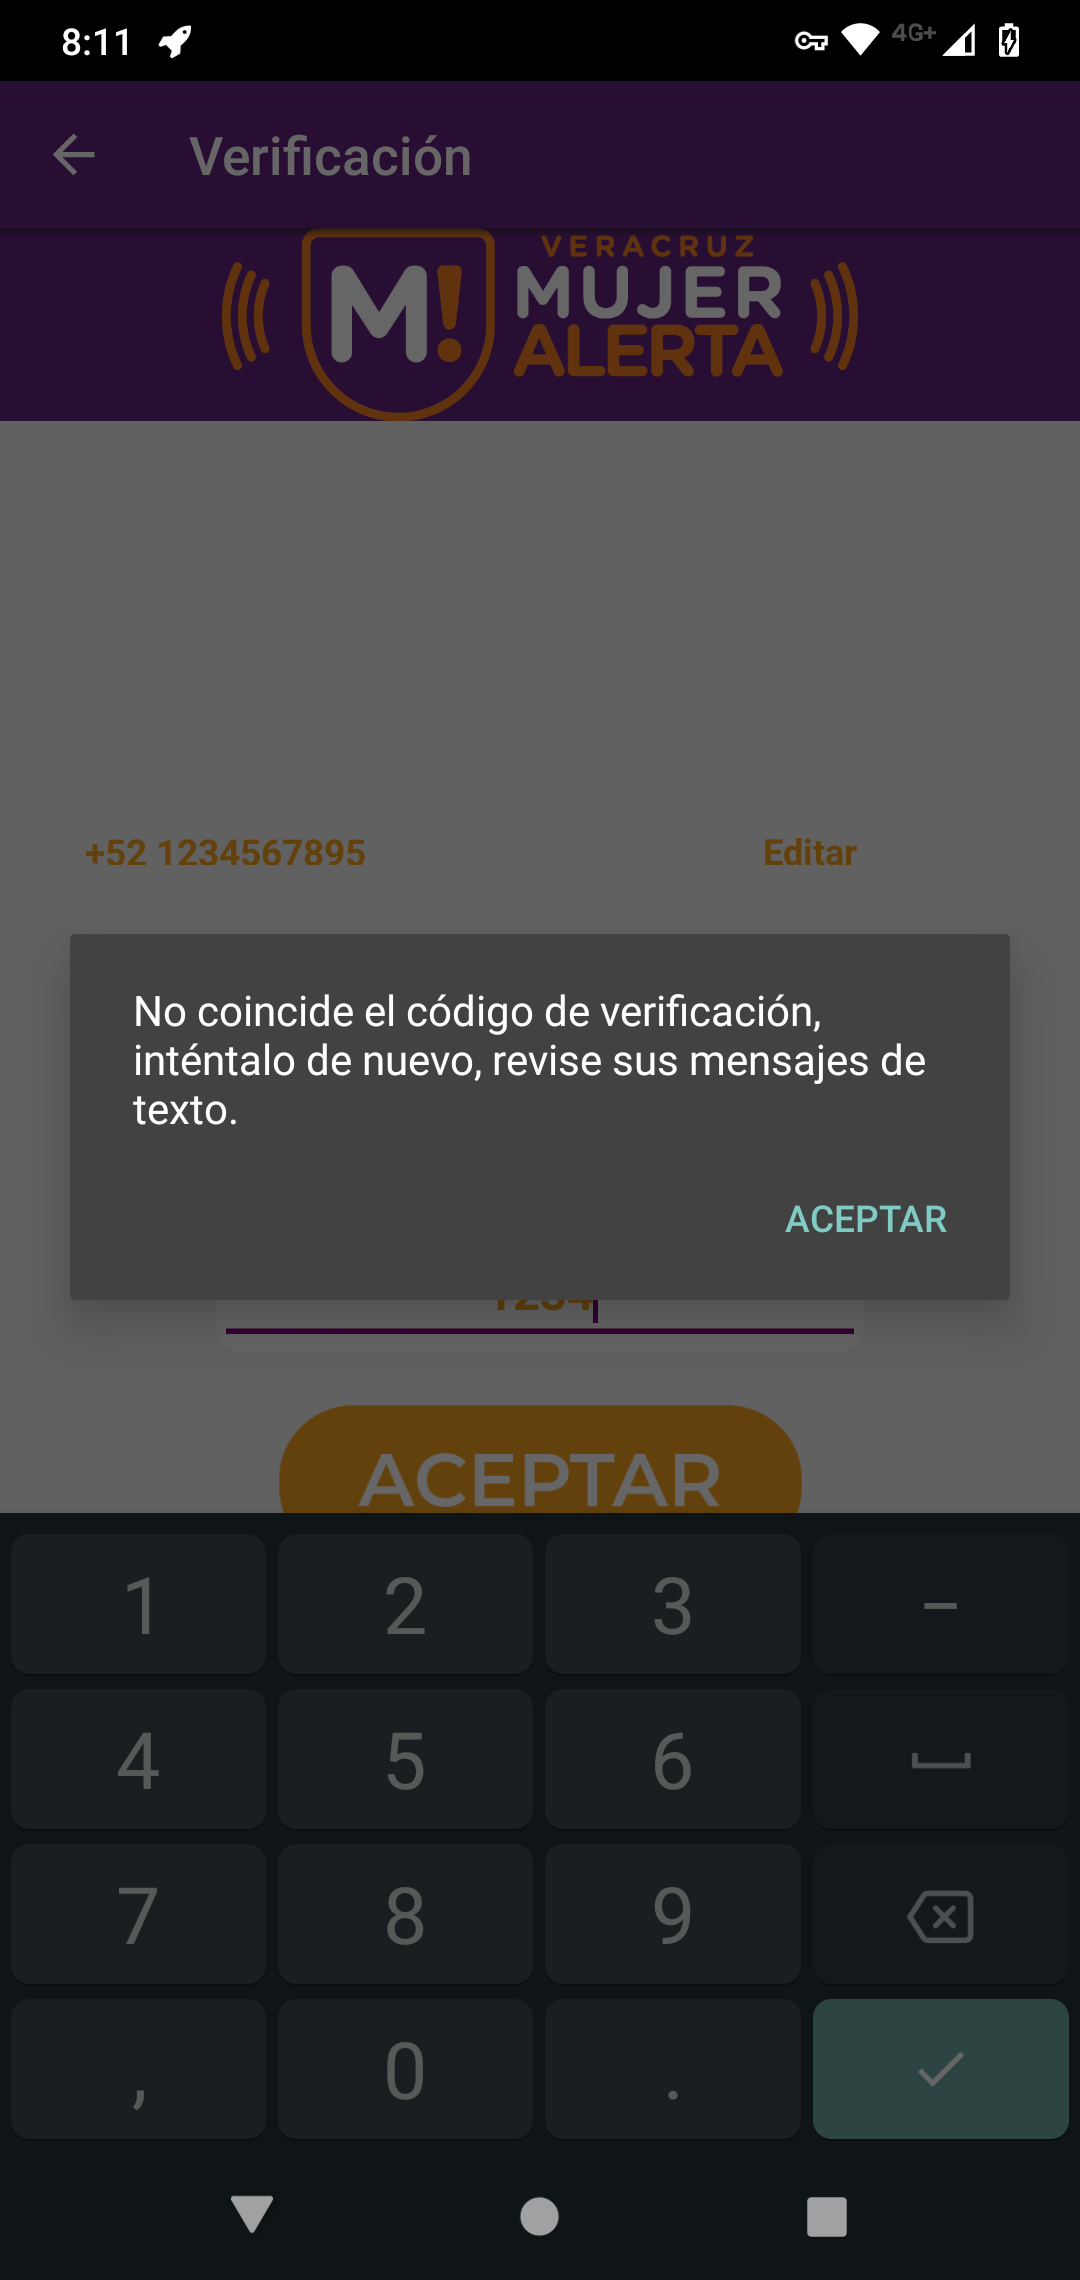 8:11
4G+
Verificación
M!
VERACRUZ
MUJER
ALERTA
+52 1234567895
Editar
No coincide el código de verificación,
inténtalo de nuevo, revise sus mensajes de
texto.
ACEPTAR
1234
ACEPTAR
1 2 3 –
4 5 6
7 8 9
, 0 .